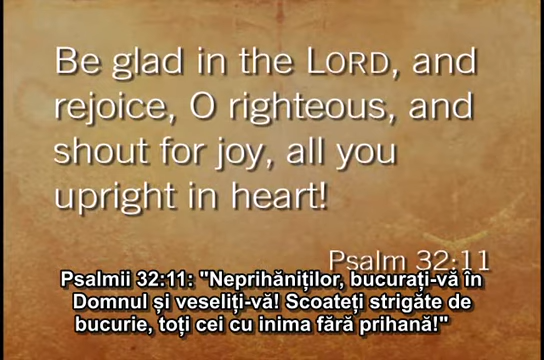 Be glad in the LORD, and
rejoice, O righteous, and
shout for joy, all you
upright in heart!
Psalm 32:11
Psalmii 32:11: "Neprihăniților, bucurați-vă în
Domnul și veseliți-vă! Scoateți strigăte de
bucurie, toți cei cu inima fără prihană!"